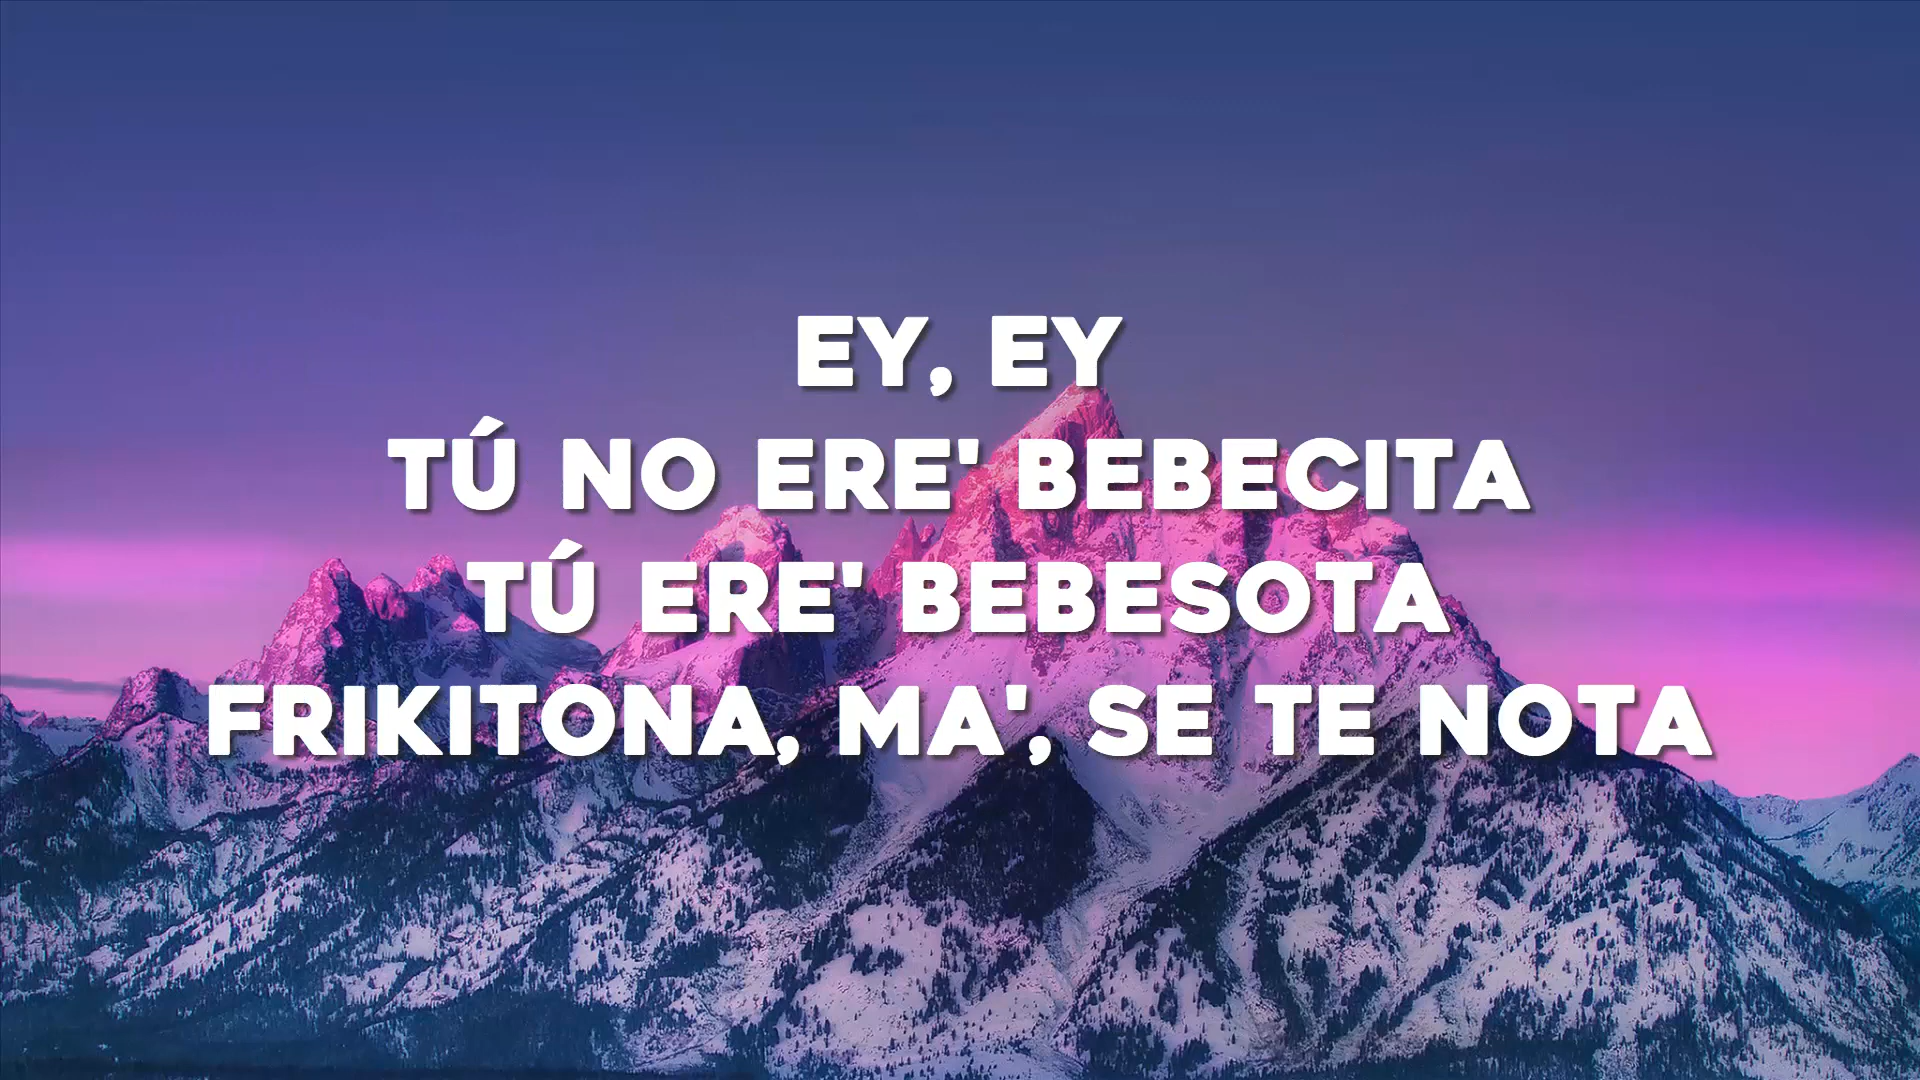 EY, EY
TÚ NO ERE' BEBECITA
TÚ ERE' BEBESOTA
FRIKITONA, MA', SE TE NOTA